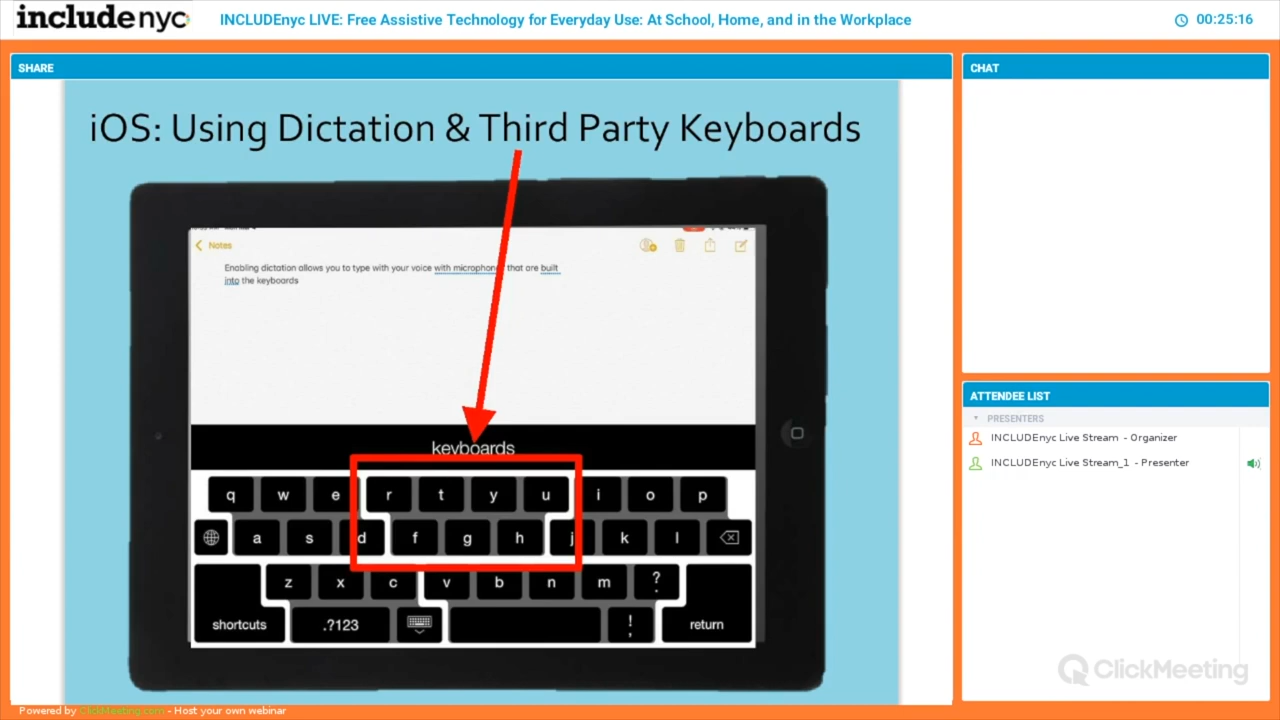 includenyc
INCLUDEnyc LIVE: Free Assistive Technology for Everyday Use: At School, Home, and in the Workplace
00:25:16
SHARE
iOS: Using Dictation & Third Party Keyboards
Notes
Enabling dictation allows you to type with your voice with that are built
into the keyboards
keyboards
q w e r t y u i o p
a s d f g h j k l
z x c v b n m ?
shortcuts .?123 ! , return
CHAT
ATTENDEE LIST
PRESENTERS
INCLUDEnyc Live Stream - Organizer
INCLUDEnyc Live Stream_1 - Presenter
ClickMeeting
Powered by ClickMeeting.com - Host your own webinar